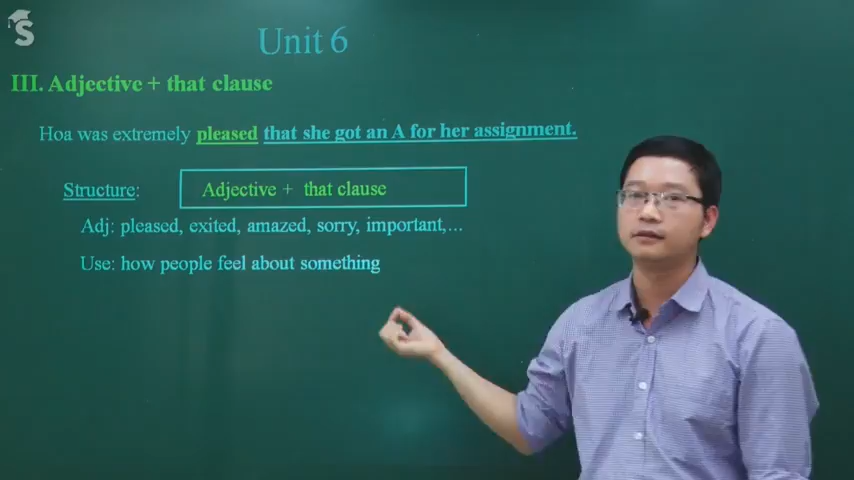 S
Unit 6
III. Adjective + that clause
Hoa was extremely pleased that she got an A for her assignment.
Structure:
Adjective + that clause
Adj: pleased, exited, amazed, sorry, important,...
Use: how people feel about something